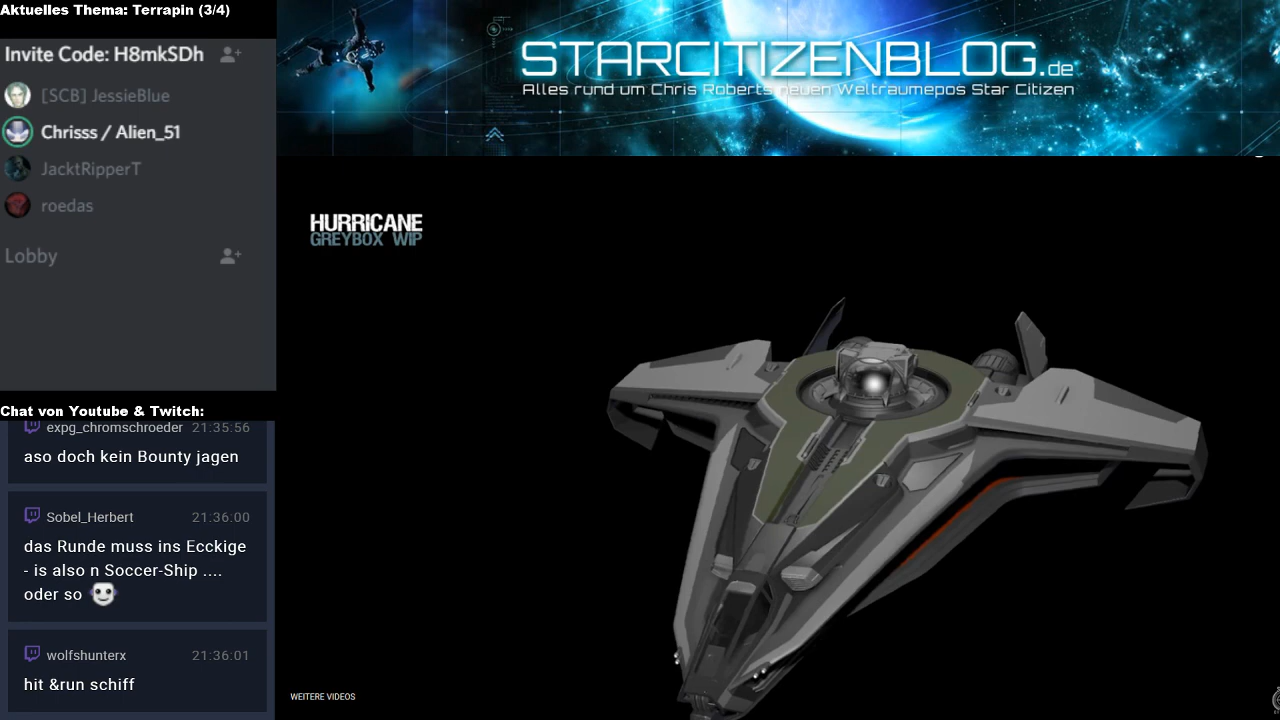 Aktuelles Thema: Terrapin (3/4)
Invite Code: H8mkSDh
[SCB] JessieBlue
Chrisss / Alien_51
JacktRipperT
roedas
Lobby
Chat von Youtube & Twitch:
expg_chromschroeder 21:35:56
aso doch kein Bounty jagen
Sobel_Herbert 21:36:00
das Runde muss ins Ecckige
- is also n Soccer-Ship ....
oder so
wolfshunterx 21:36:01
hit &run schiff
STARCITIZENBLOG.de
Alles rund um Chris Roberts neuen Weltraumepos Star Citizen
HURRICANE
GREYBOX WIP
WEITERE VIDEOS